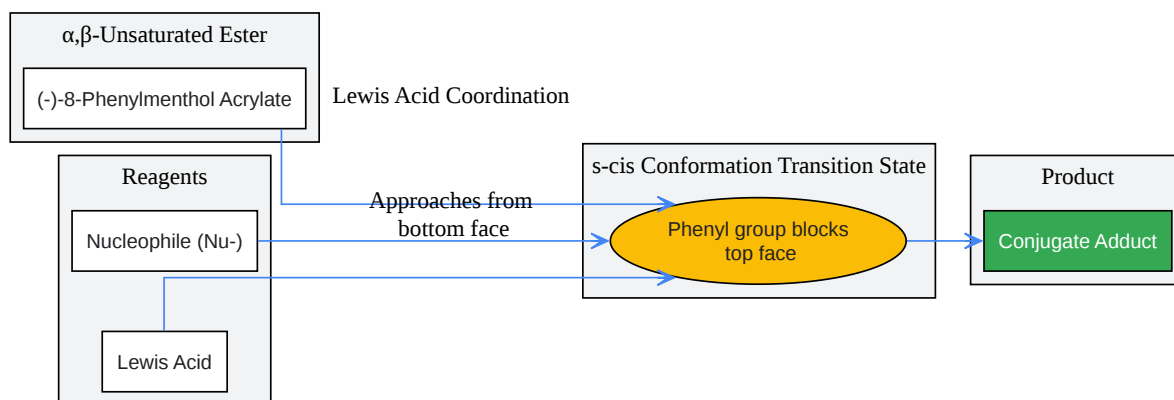 α,β-Unsaturated Ester
(-)-8-Phenylmenthol Acrylate
Lewis Acid Coordination
Reagents
Nucleophile (Nu-)
Lewis Acid
Approaches from
bottom face
s-cis Conformation Transition State
Phenyl group blocks
top face
Product
Conjugate Adduct